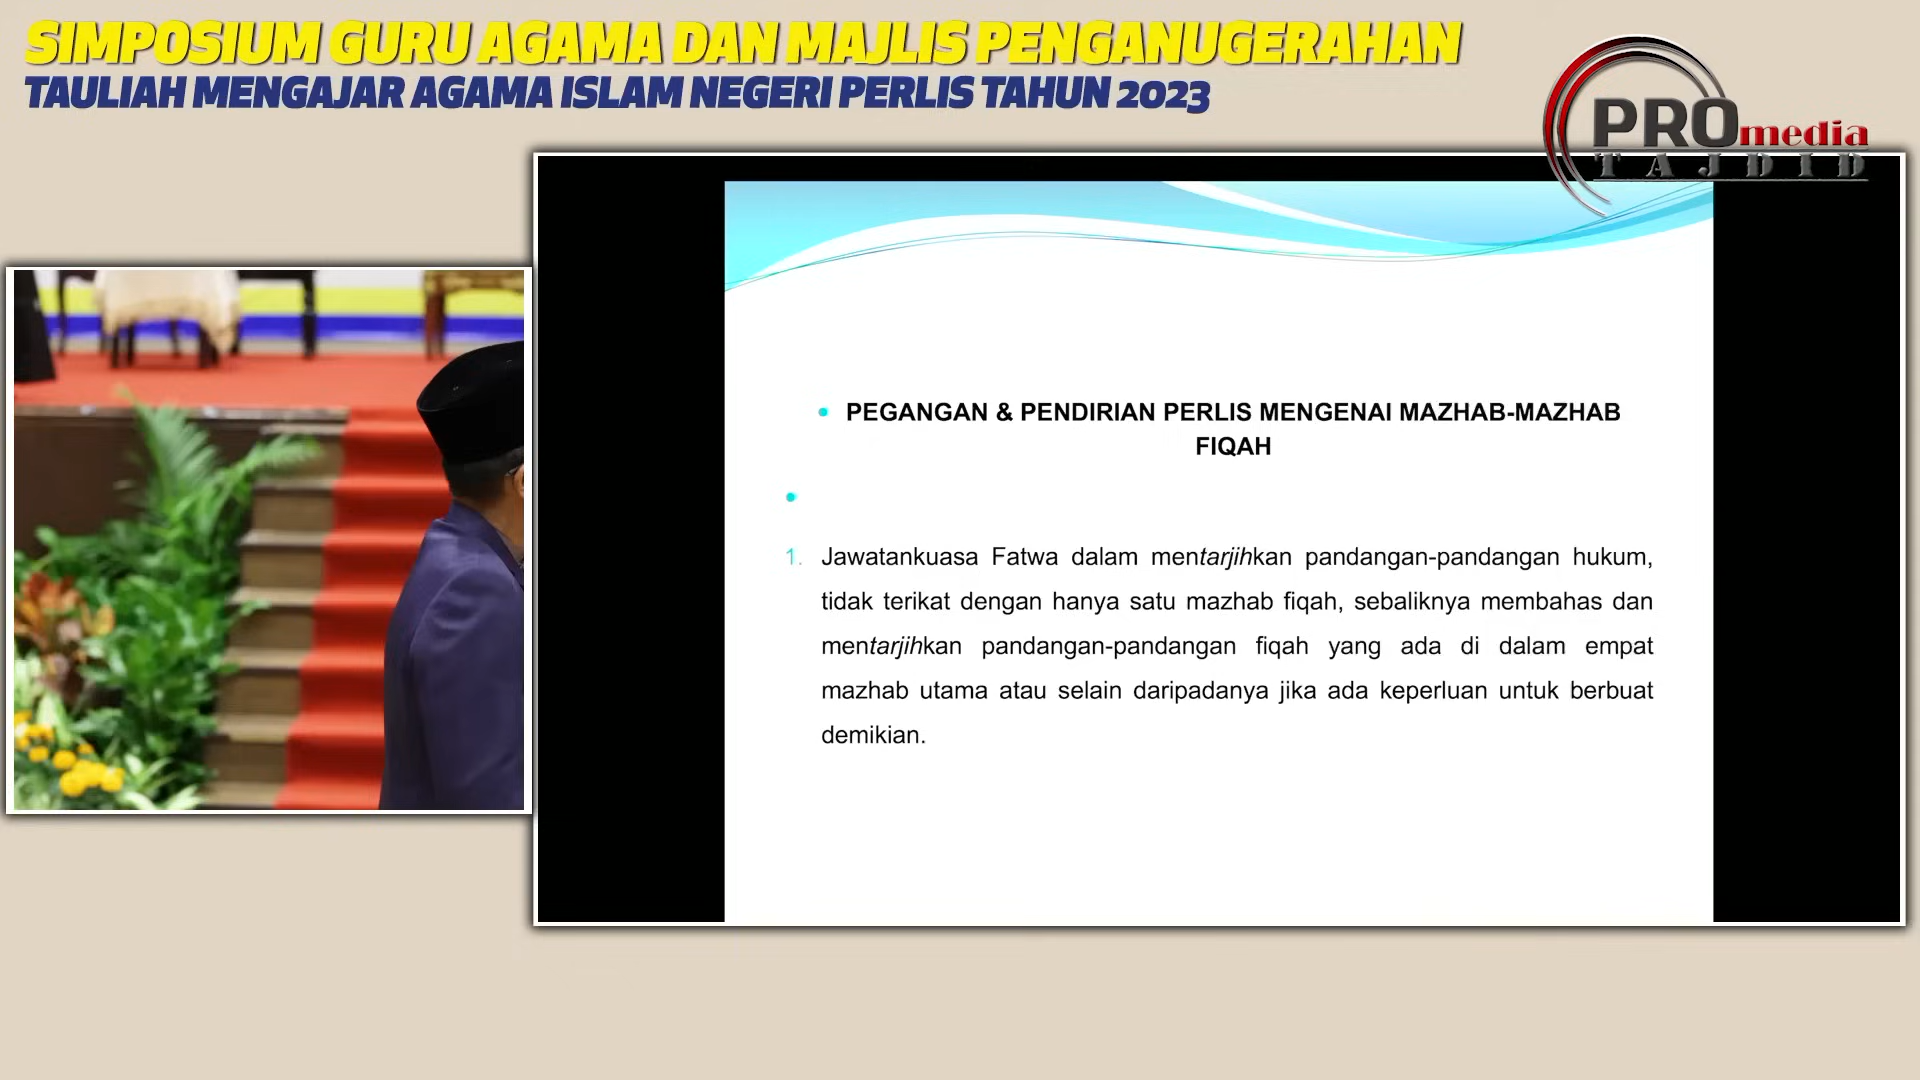 SIMPOSIUM GURU AGAMA DAN MAJLIS PENGANUGERAHAN
TAULIAH MENGAJAR AGAMA ISLAM NEGERI PERLIS TAHUN 2023
PROmedia
TAJDID
• PEGANGAN & PENDIRIAN PERLIS MENGENAI MAZHAB-MAZHAB
FIQAH
•
1. Jawatankuasa Fatwa dalam mentarjihkan pandangan-pandangan hukum,
tidak terikat dengan hanya satu mazhab fiqah, sebaliknya membahas dan
mentarjihkan pandangan-pandangan fiqah yang ada di dalam empat
mazhab utama atau selain daripadanya jika ada keperluan untuk berbuat
demikian.